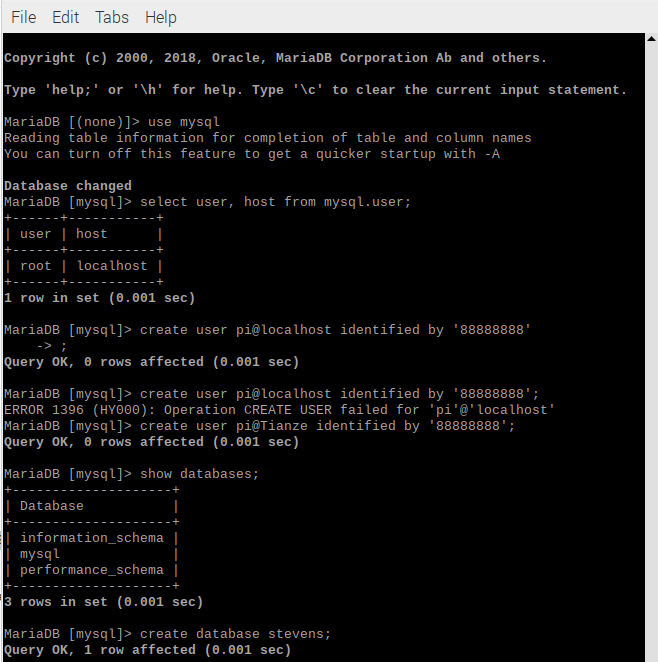 File Edit Tabs Help
Copyright (c) 2000, 2018, Oracle, MariaDB Corporation Ab and others.
Type 'help;' or '\h' for help. Type '\c' to clear the current input statement.
MariaDB [(none)]> use mysql
Reading table information for completion of table and column names
You can turn off this feature to get a quicker startup with -A
Database changed
MariaDB [mysql]> select user, host from mysql.user;
+------+-----------+
| user | host      |
+------+-----------+
| root | localhost |
+------+-----------+
1 row in set (0.001 sec)
MariaDB [mysql]> create user pi@localhost identified by '88888888'
    -> ;
Query OK, 0 rows affected (0.001 sec)
MariaDB [mysql]> create user pi@localhost identified by '88888888';
ERROR 1396 (HY000): Operation CREATE USER failed for 'pi'@'localhost'
MariaDB [mysql]> create user pi@Tianze identified by '88888888';
Query OK, 0 rows affected (0.001 sec)
MariaDB [mysql]> show databases;
+--------------------+
| Database           |
+--------------------+
| information_schema |
| mysql              |
| performance_schema |
+--------------------+
3 rows in set (0.001 sec)
MariaDB [mysql]> create database stevens;
Query OK, 1 row affected (0.001 sec)